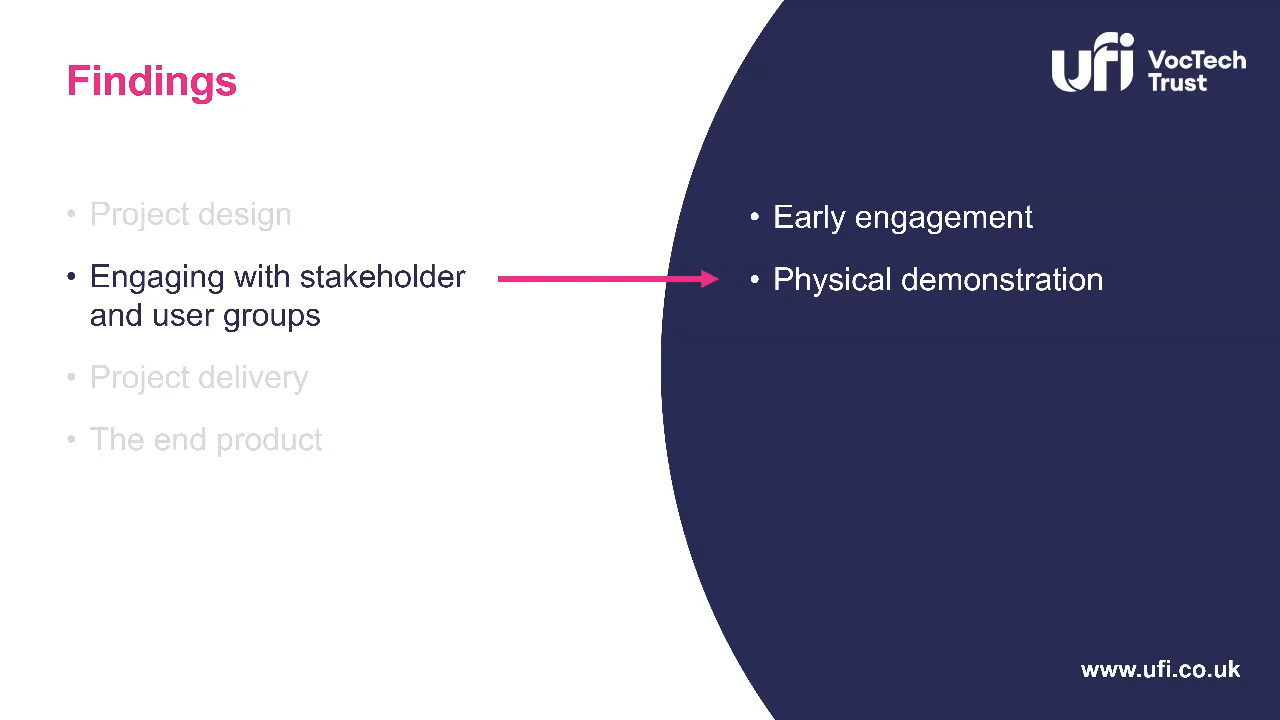 Findings
• Project design
• Engaging with stakeholder
and user groups
• Project delivery
• The end product
ufi VocTech
Trust
• Early engagement
• Physical demonstration
www.ufi.co.uk